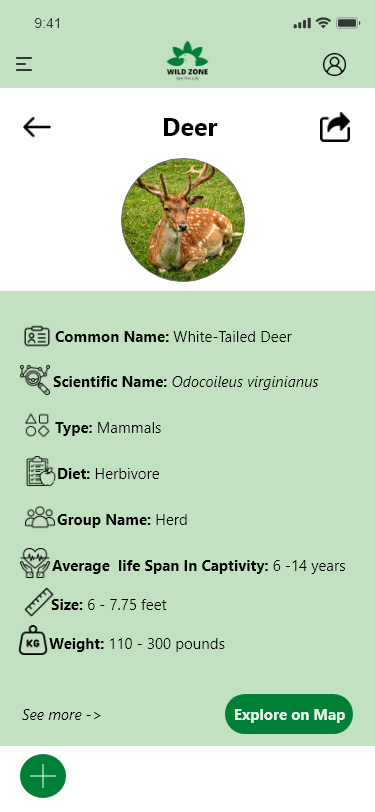 9:41
WILD ZONE
See The Life
Deer
Common Name: White-Tailed Deer
Scientific Name: Odocoileus virginianus
Type: Mammals
Diet: Herbivore
Group Name: Herd
Average  life Span In Captivity: 6 -14 years
Size: 6 - 7.75 feet
KG
Weight: 110 - 300 pounds
See more ->
Explore on Map